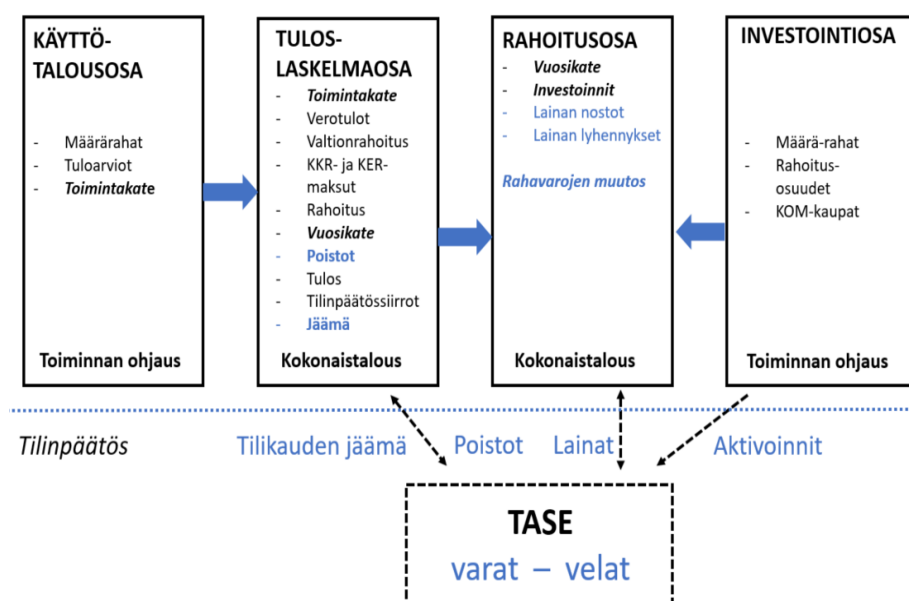 KÄYTTÖ-
TALOUSOSA
- Määrärahat
- Tuloarviot
- Toimintakate
Toiminnan ohjaus
TULOS-
LASKELMAOSA
- Toimintakate
- Verotulot
- Valtionrahoitus
- KKR- ja KER-
maksut
- Rahoitus
- Vuosikate
- Poistot
- Tulos
- Tilinpäätössiirrot
- Jäämä
Kokonaistalous
RAHOITUSOSA
- Vuosikate
- Investoinnit
- Lainan nostot
- Lainan lyhennykset
Rahavarojen muutos
Kokonaistalous
INVESTOINTIOSA
- Määrä-rahat
- Rahoitus-
osuudet
- KOM-kaupat
Toiminnan ohjaus
Tilinpäätös
Tilikauden jäämä
Poistot
Lainat
Aktivoinnit
TASE
varat – velat